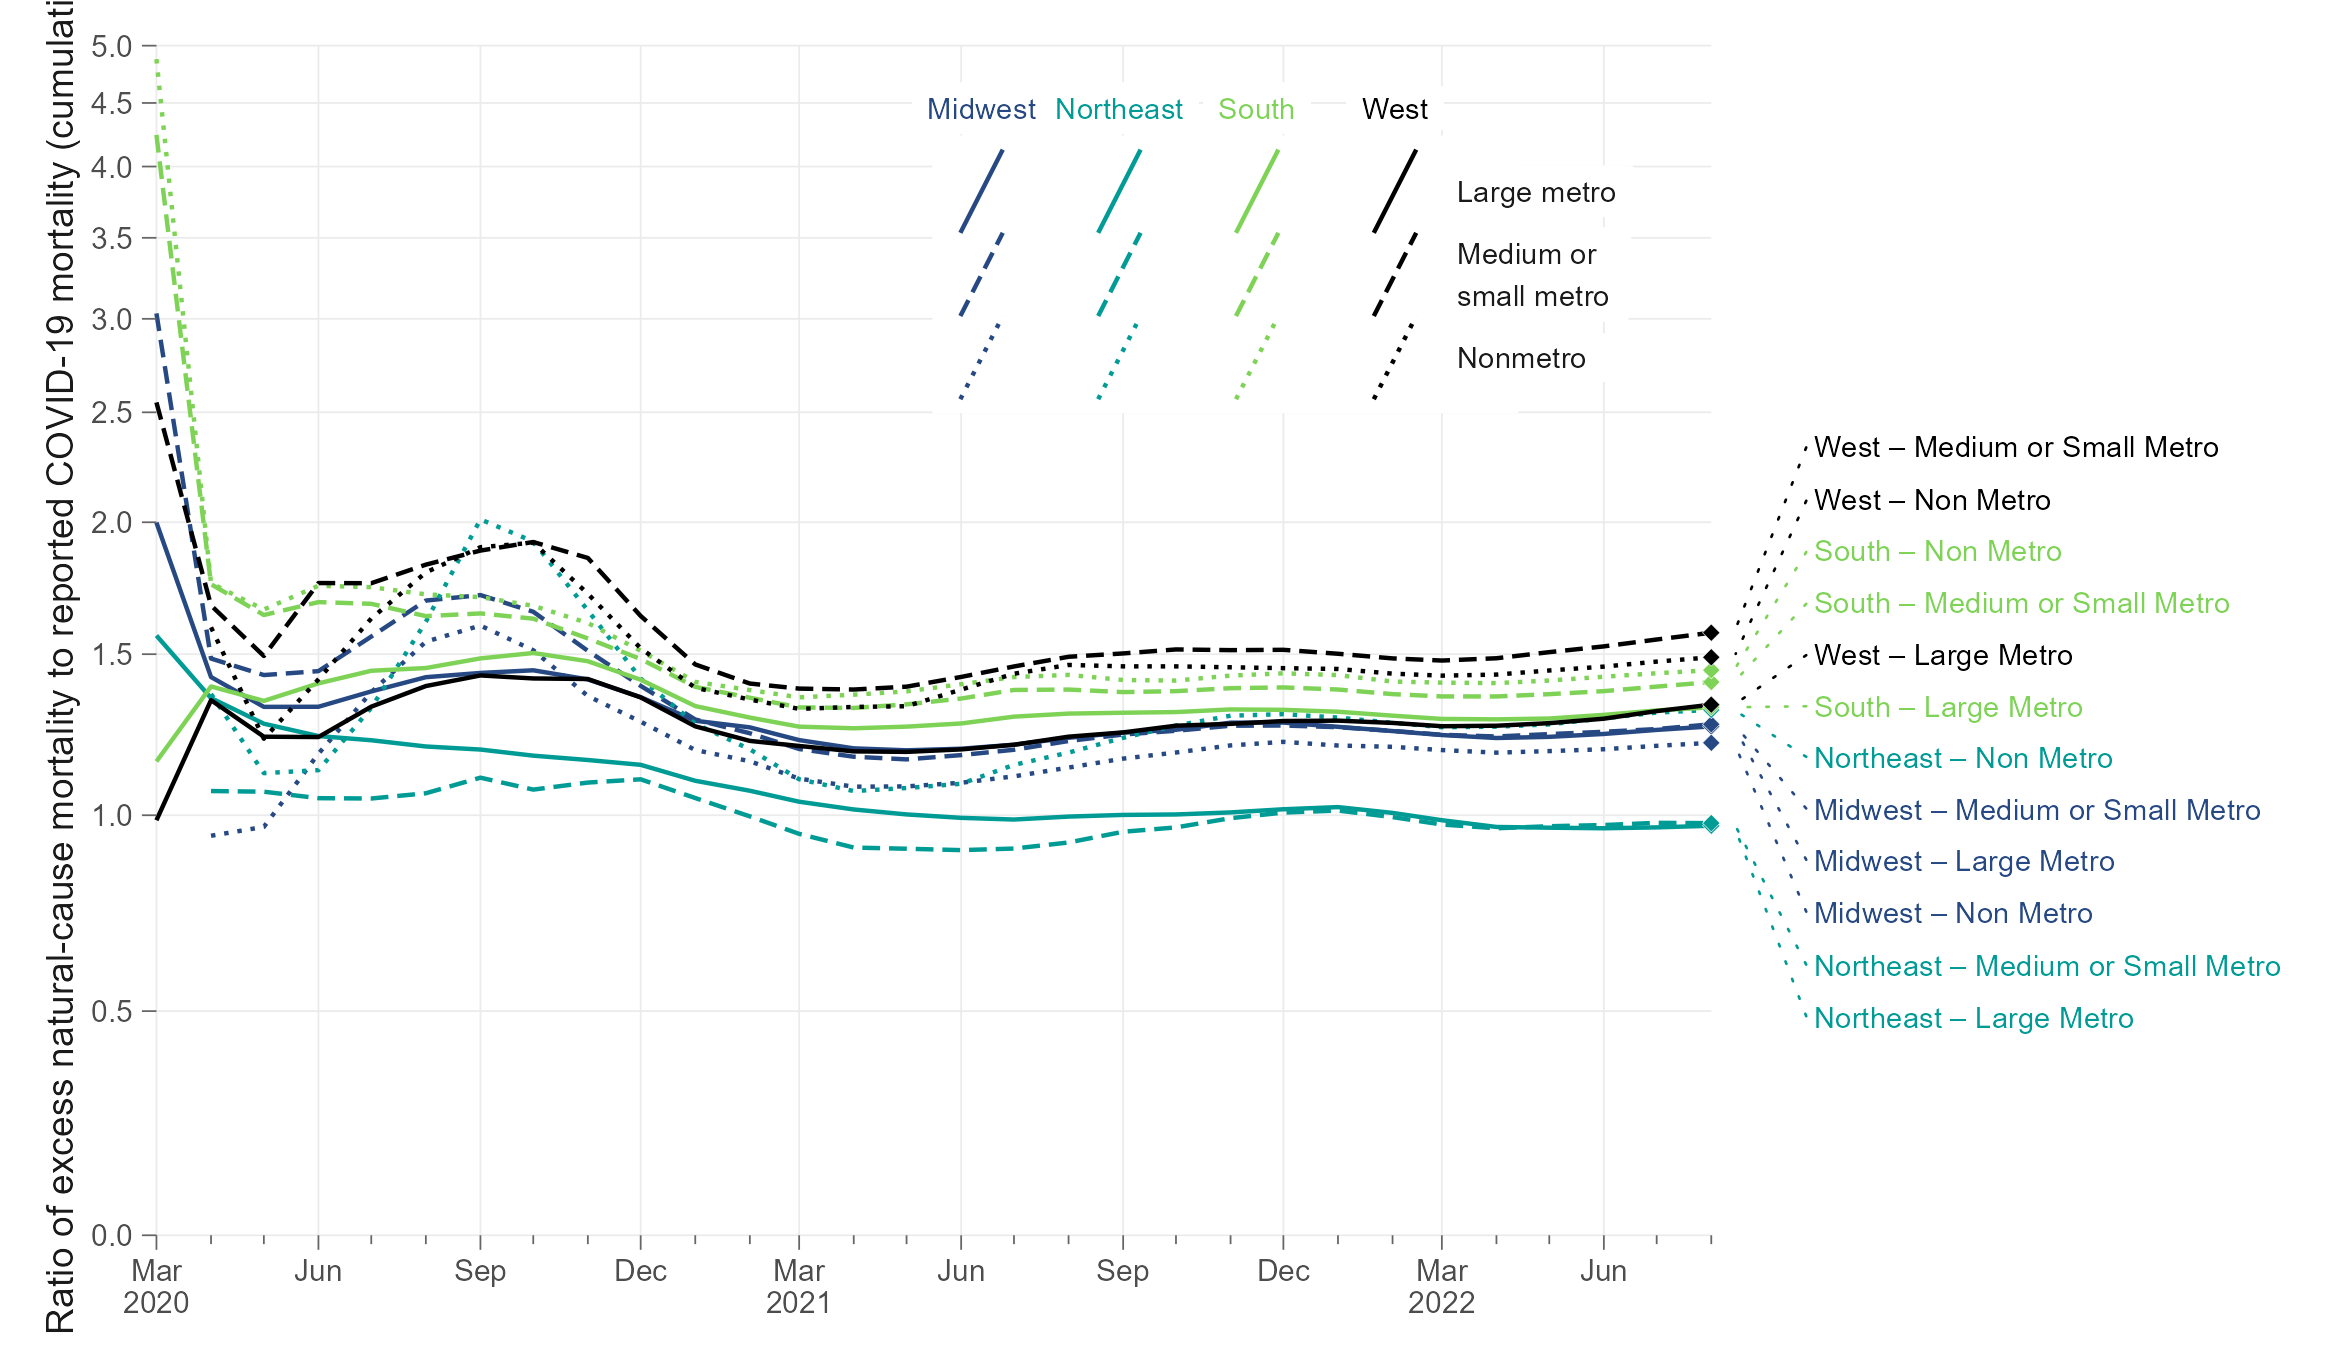 Ratio of excess natural-cause mortality to reported COVID-19 mortality
5.0
4.5
4.0
3.5
3.0
2.5
2.0
1.5
1.0
0.5
0.0
Midwest Northeast South West
Large metro
Medium or
small metro
Nonmetro
West – Medium or Small Metro
West – Non Metro
South – Non Metro
South – Medium or Small Metro
West – Large Metro
South – Large Metro
Northeast – Non Metro
Midwest – Medium or Small Metro
Midwest – Large Metro
Midwest – Non Metro
Northeast – Medium or Small Metro
Northeast – Large Metro
Mar Jun Sep Dec Mar Jun Sep Dec Mar Jun
2020 2021 2022